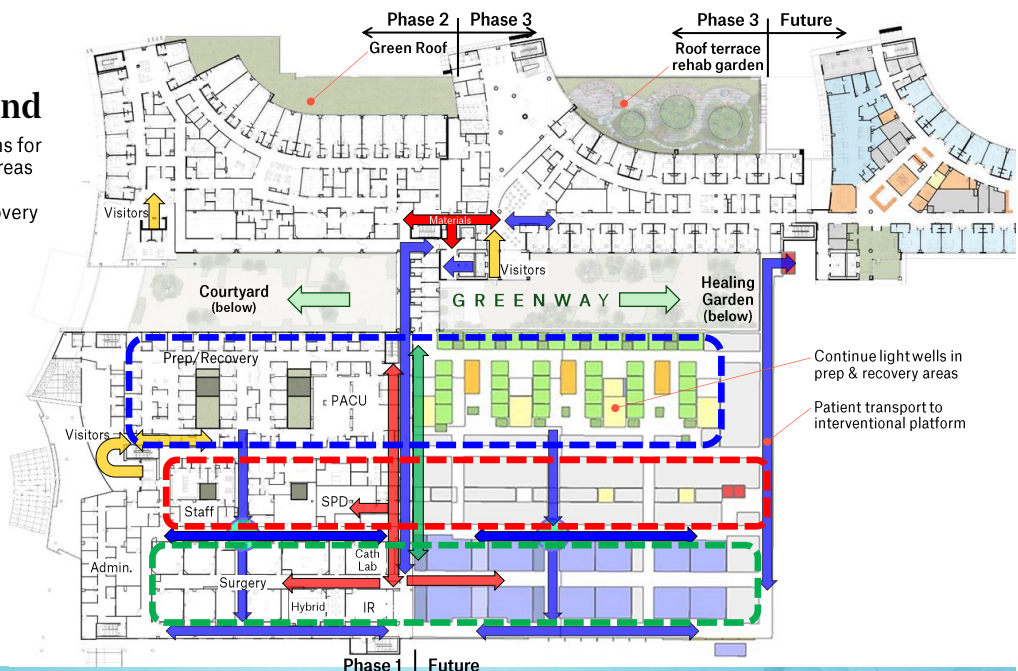 Phase 2 | Phase 3
Phase 3 | Future
Green Roof
Roof terrace
rehab garden
nd
ns for
reas
overy
Visitors
Materials
Visitors
Courtyard
(below)
GREENWAY
Healing
Garden
(below)
Prep/Recovery
PACU
Continue light wells in
prep & recovery areas
Patient transport to
interventional platform
Visitors
SPD
Staff
Cath
Lab
Admin.
Surgery
Hybrid
IR
Phase 1 | Future